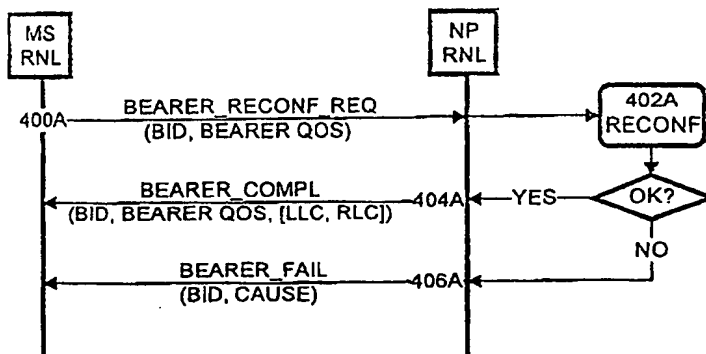 MS
RNL
NP
RNL
400A
BEARER_RECONF_REQ
(BID, BEARER QOS)
402A
RECONF
BEARER_COMPL
(BID, BEARER QOS, [LLC, RLC])
404A
YES
OK?
NO
BEARER_FAIL
(BID, CAUSE)
406A